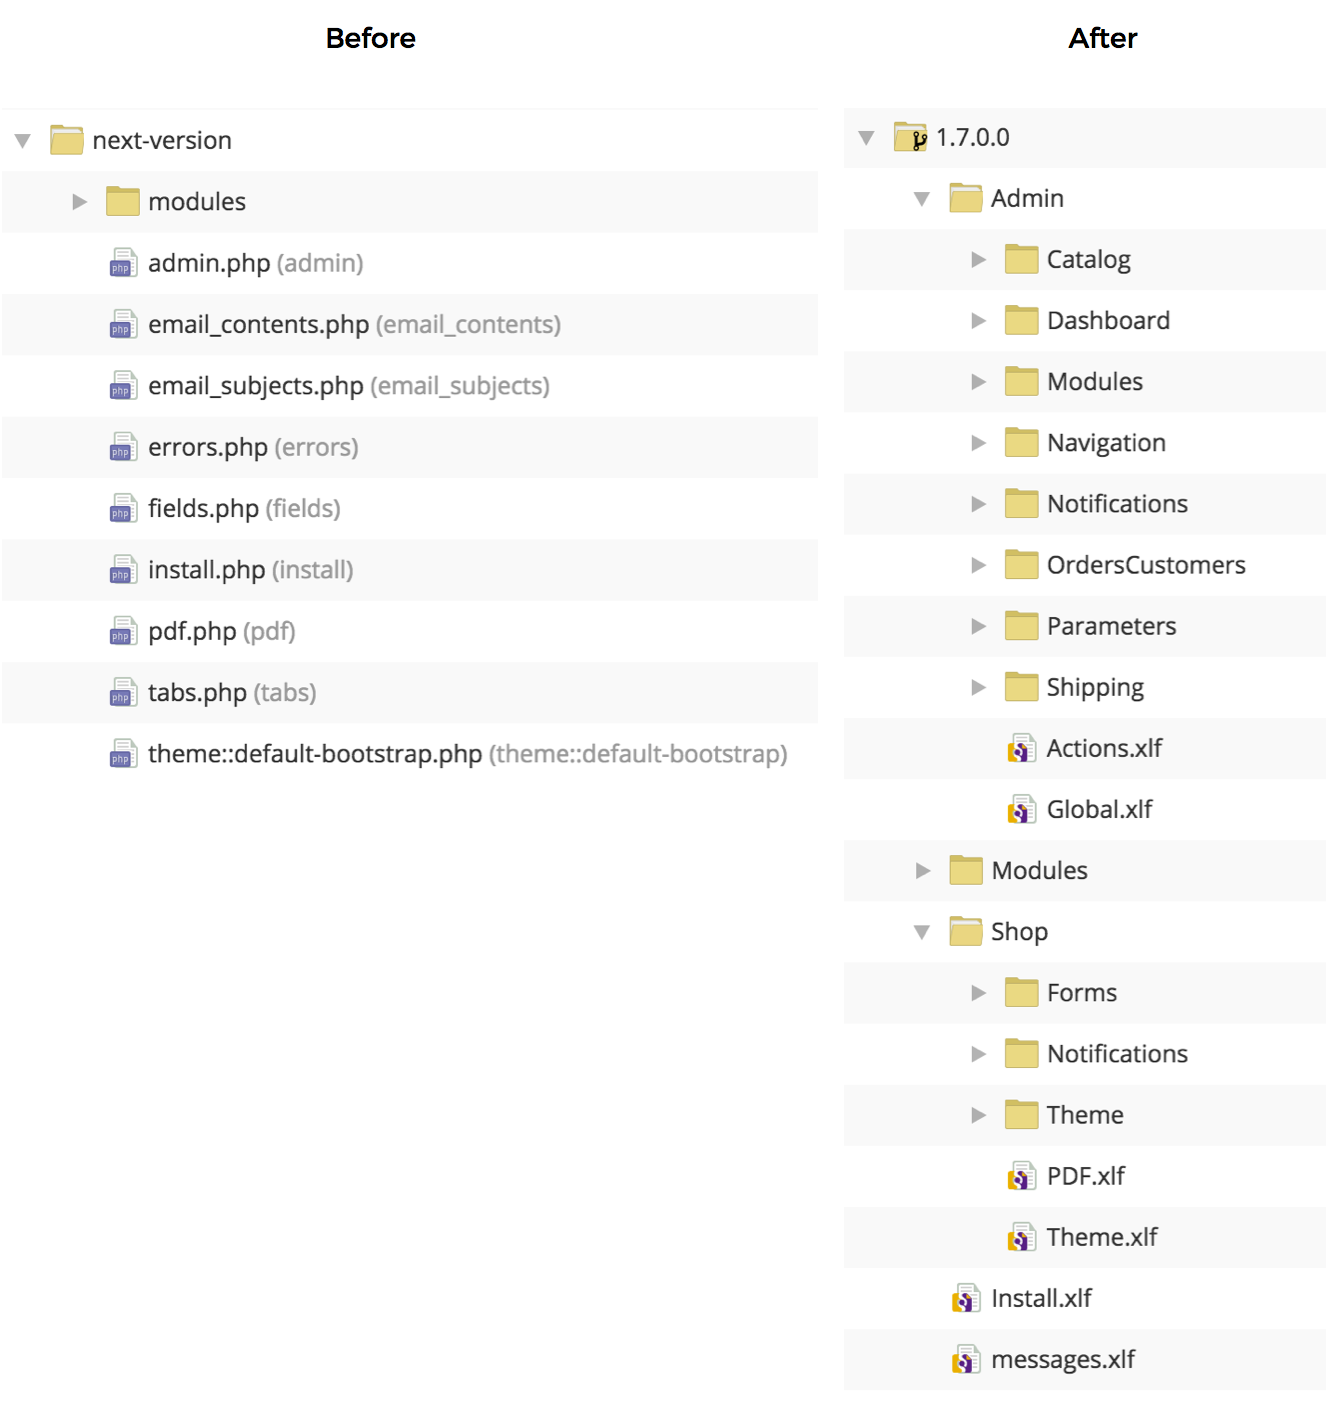 Before
next-version
modules
admin.php (admin)
email_contents.php (email_contents)
email_subjects.php (email_subjects)
errors.php (errors)
fields.php (fields)
install.php (install)
pdf.php (pdf)
tabs.php (tabs)
theme::default-bootstrap.php (theme::default-bootstrap)
After
1.7.0.0
Admin
Catalog
Dashboard
Modules
Navigation
Notifications
OrdersCustomers
Parameters
Shipping
Actions.xlf
Global.xlf
Modules
Shop
Forms
Notifications
Theme
PDF.xlf
Theme.xlf
Install.xlf
messages.xlf